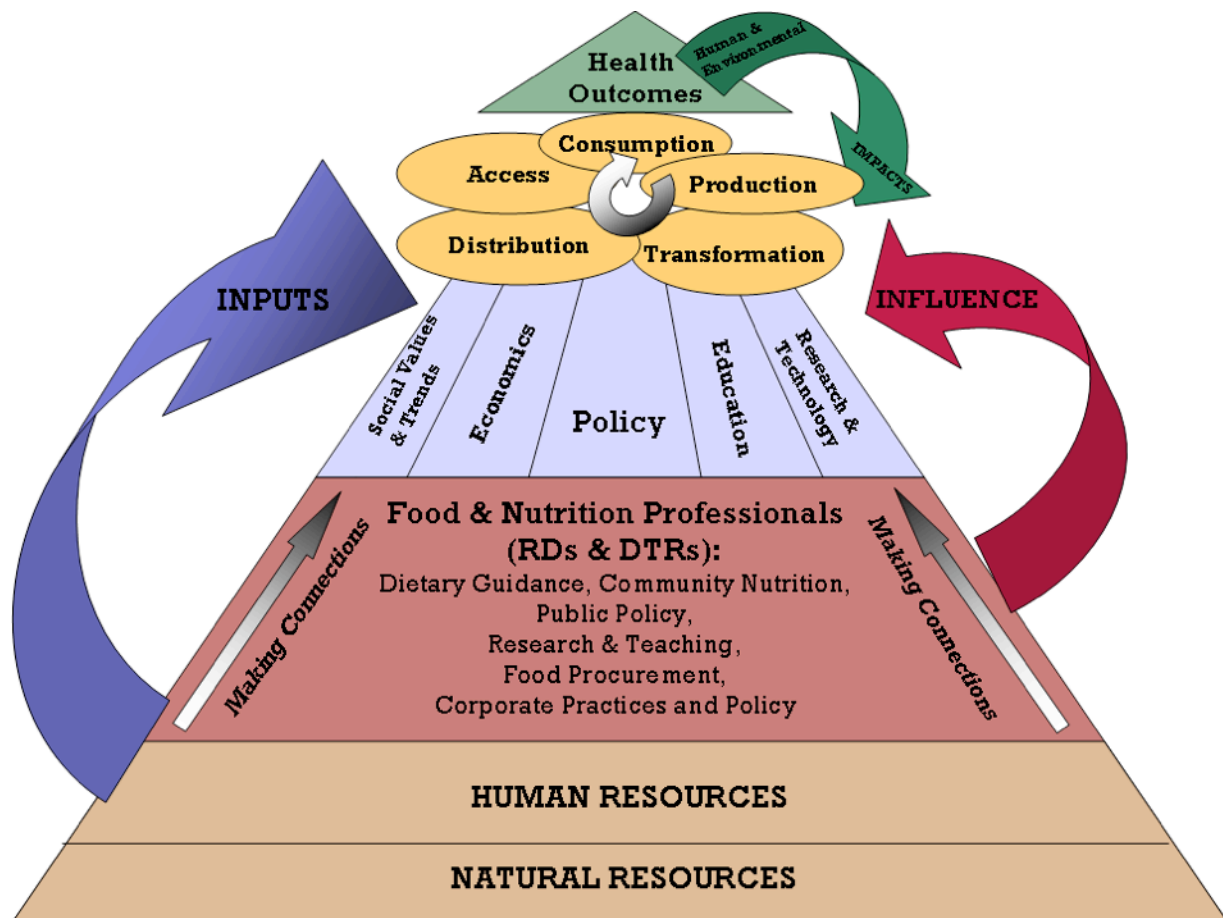 Health
Outcomes
Human &
Environmental
IMPACTS
Consumption
Access
Production
Distribution
Transformation
INPUTS
INFLUENCE
Social Values
& Trends
Economics
Policy
Education
Research &
Technology
Making Connections
Food & Nutrition Professionals
(RDs & DTRs):
Dietary Guidance, Community Nutrition,
Public Policy,
Research & Teaching,
Food Procurement,
Corporate Practices and Policy
Making Connections
HUMAN RESOURCES
NATURAL RESOURCES